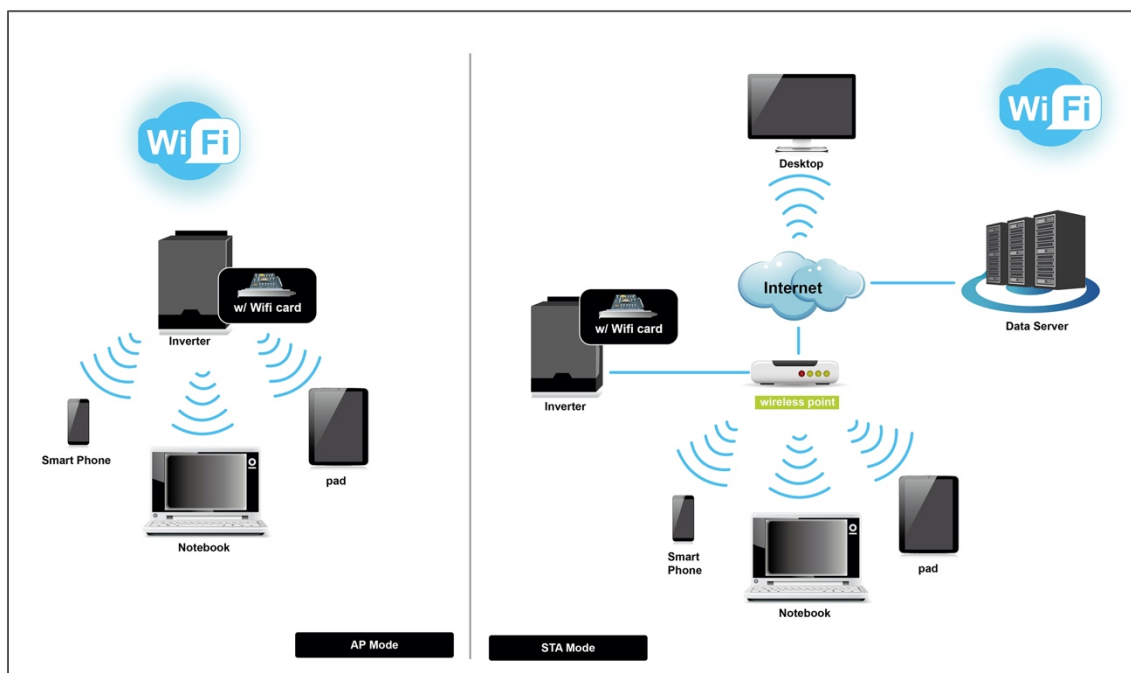 WiFi
w/ Wifi card
Inverter
Smart Phone
pad
Notebook
AP Mode
WiFi
Desktop
Internet
Data Server
w/ Wifi card
Inverter
wireless point
Smart
Phone
pad
Notebook
STA Mode